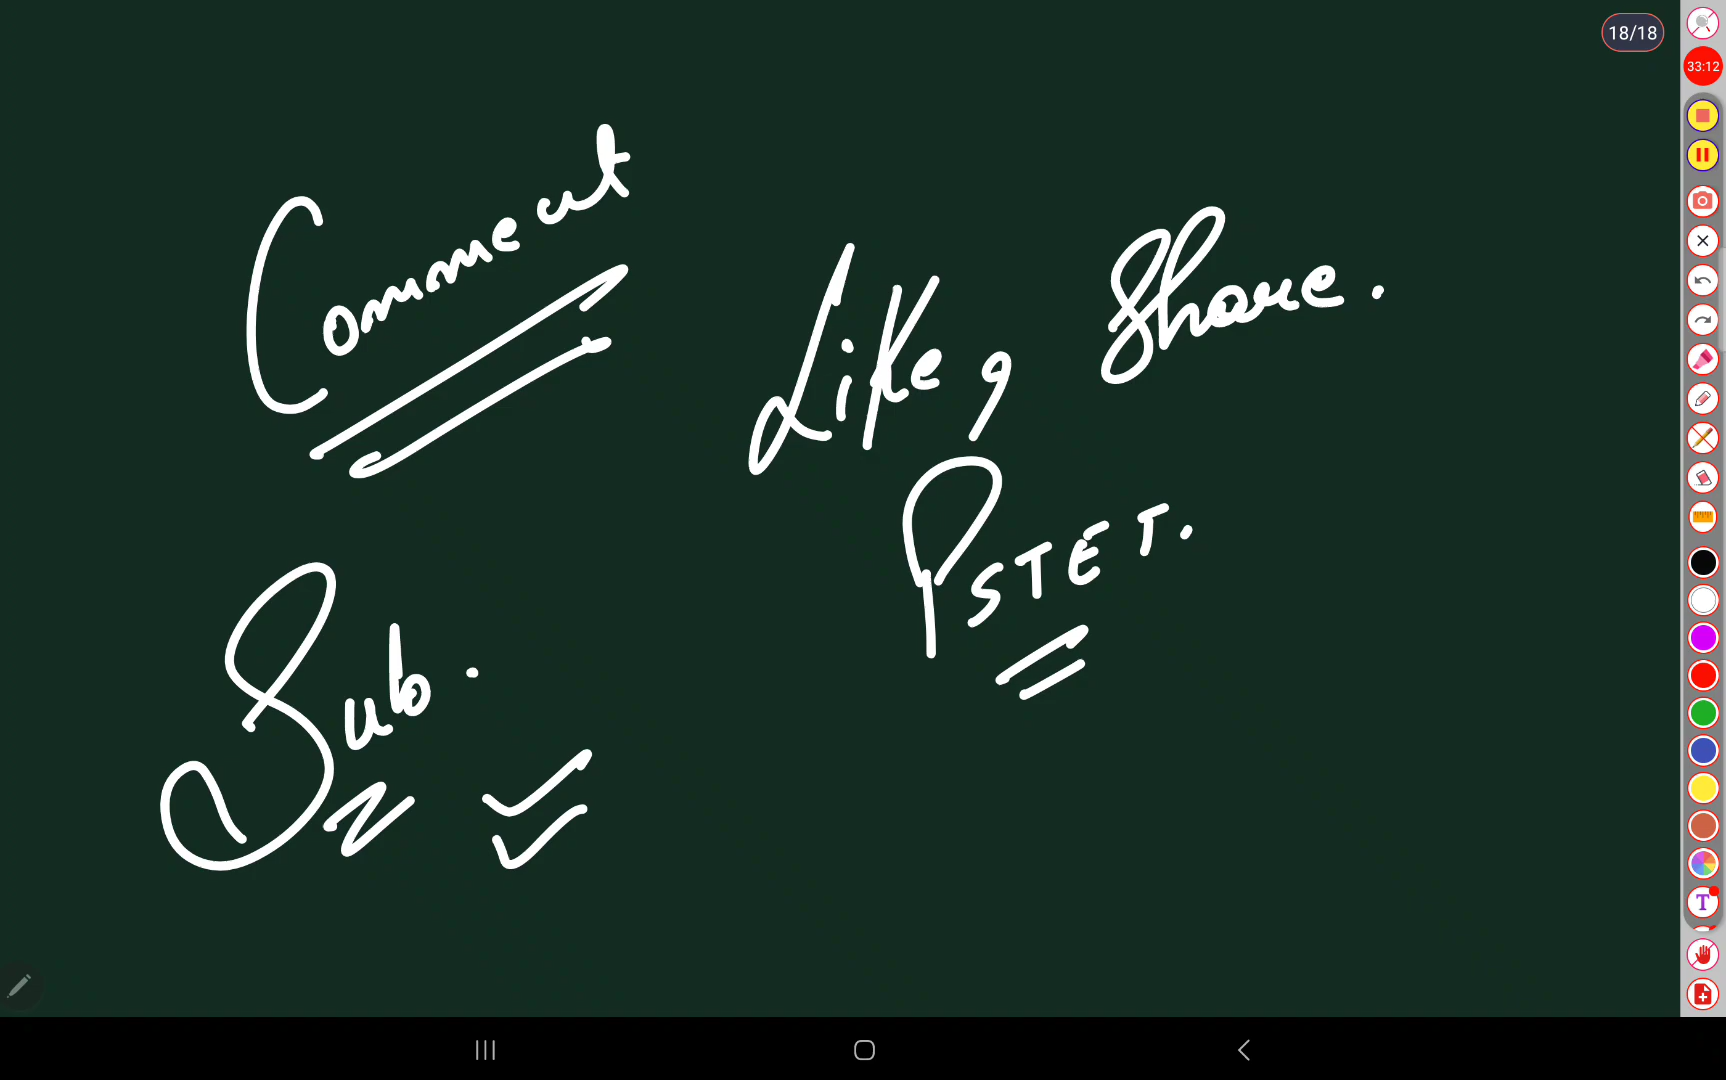 18/18
33:12
Comment
Like, Share.
PSTET.
Sub.
T